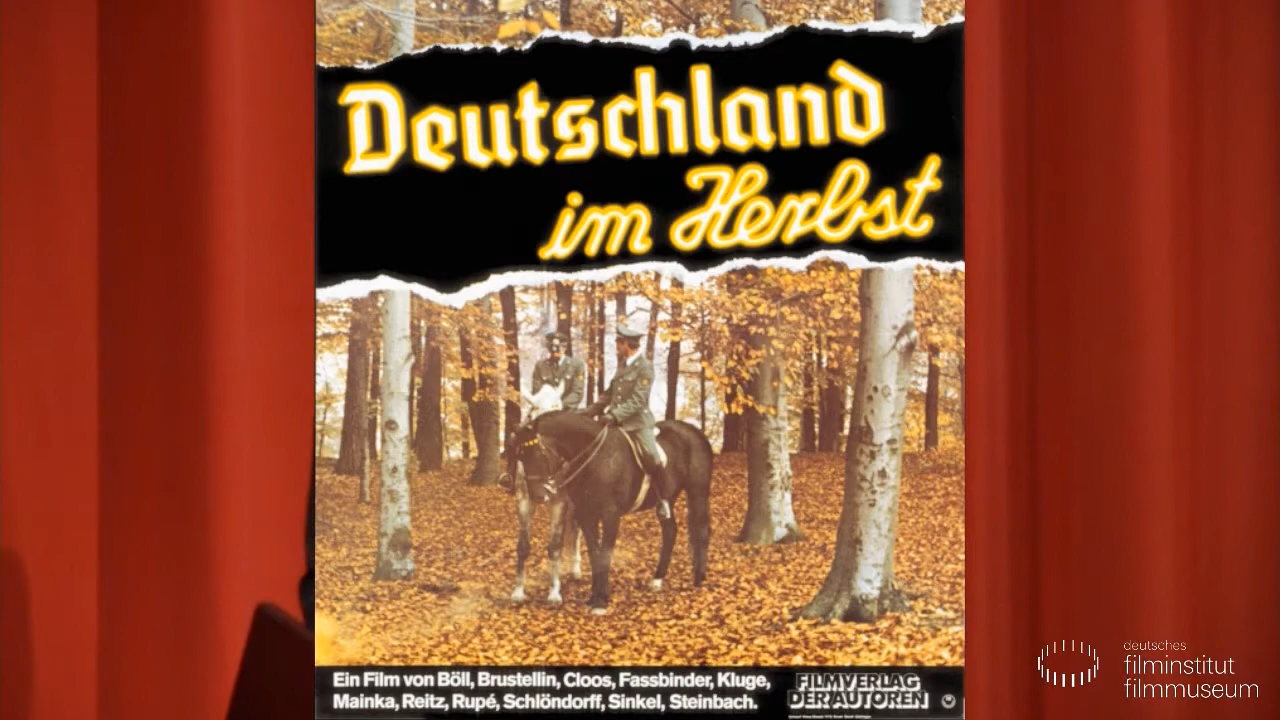 Deutschland
im Herbst
Ein Film von Böll, Brustellin, Cloos, Fassbinder, Kluge,
Mainka, Reitz, Rupé, Schlöndorff, Sinkel, Steinbach.
FILMVERLAG
DER AUTOREN
deutsches
filminstitut
filmmuseum